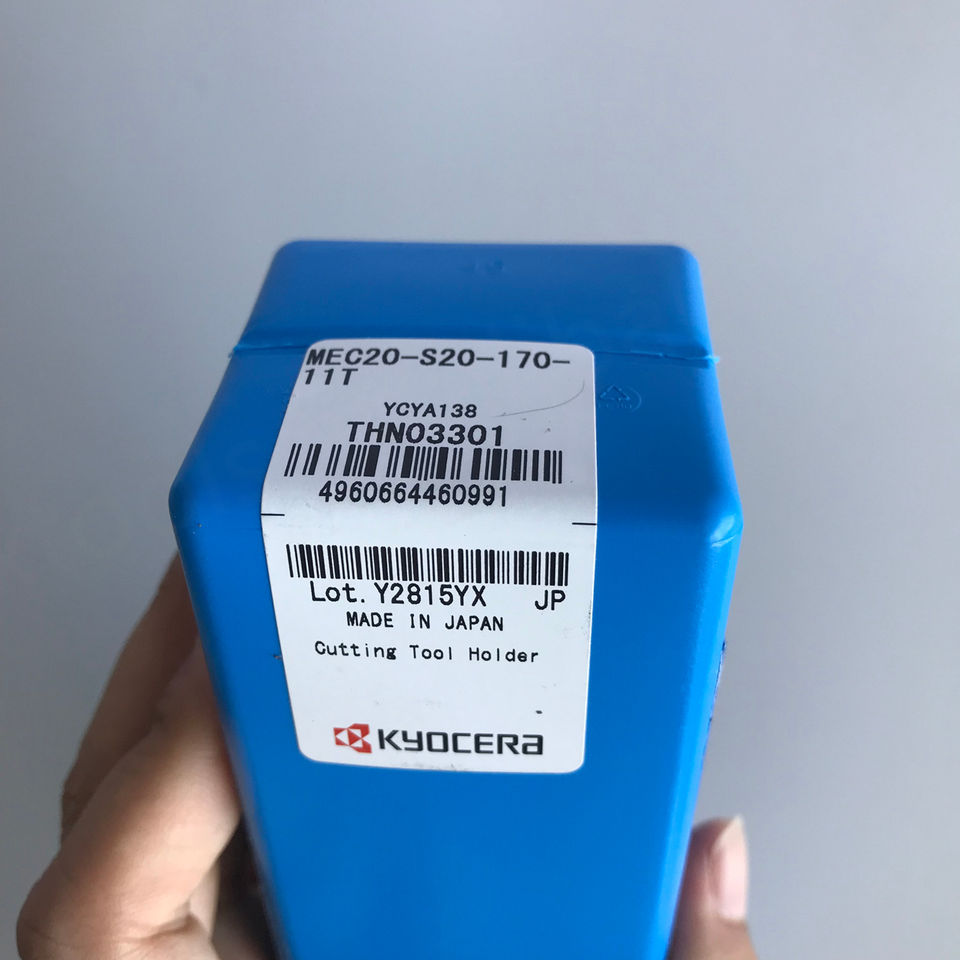 MEC20-S20-170-
11T
YCYA138
THN03301
4960664460991
Lot. Y2815YX JP
MADE IN JAPAN
Cutting Tool Holder
KYOCERA